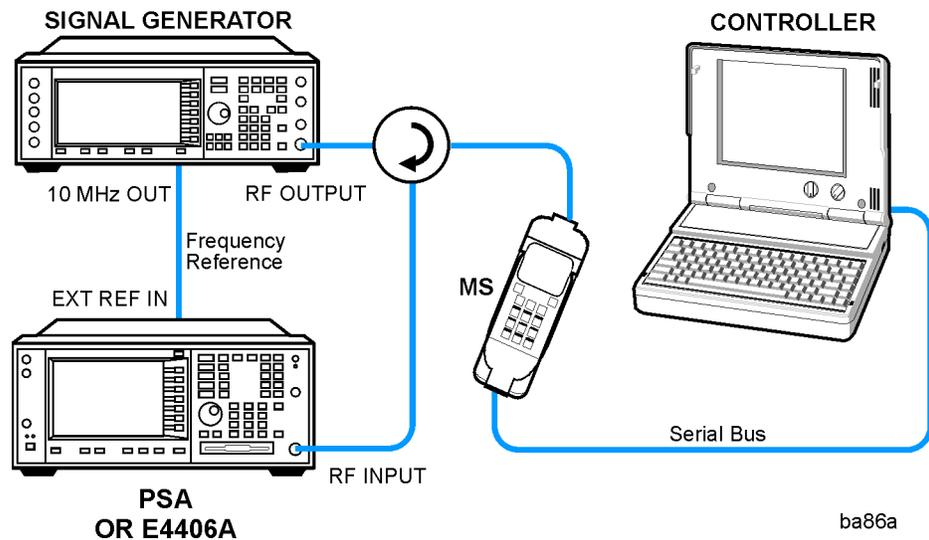 SIGNAL GENERATOR
CONTROLLER
10 MHz OUT
RF OUTPUT
Frequency
Reference
MS
EXT REF IN
Serial Bus
RF INPUT
PSA
OR E4406A
ba86a